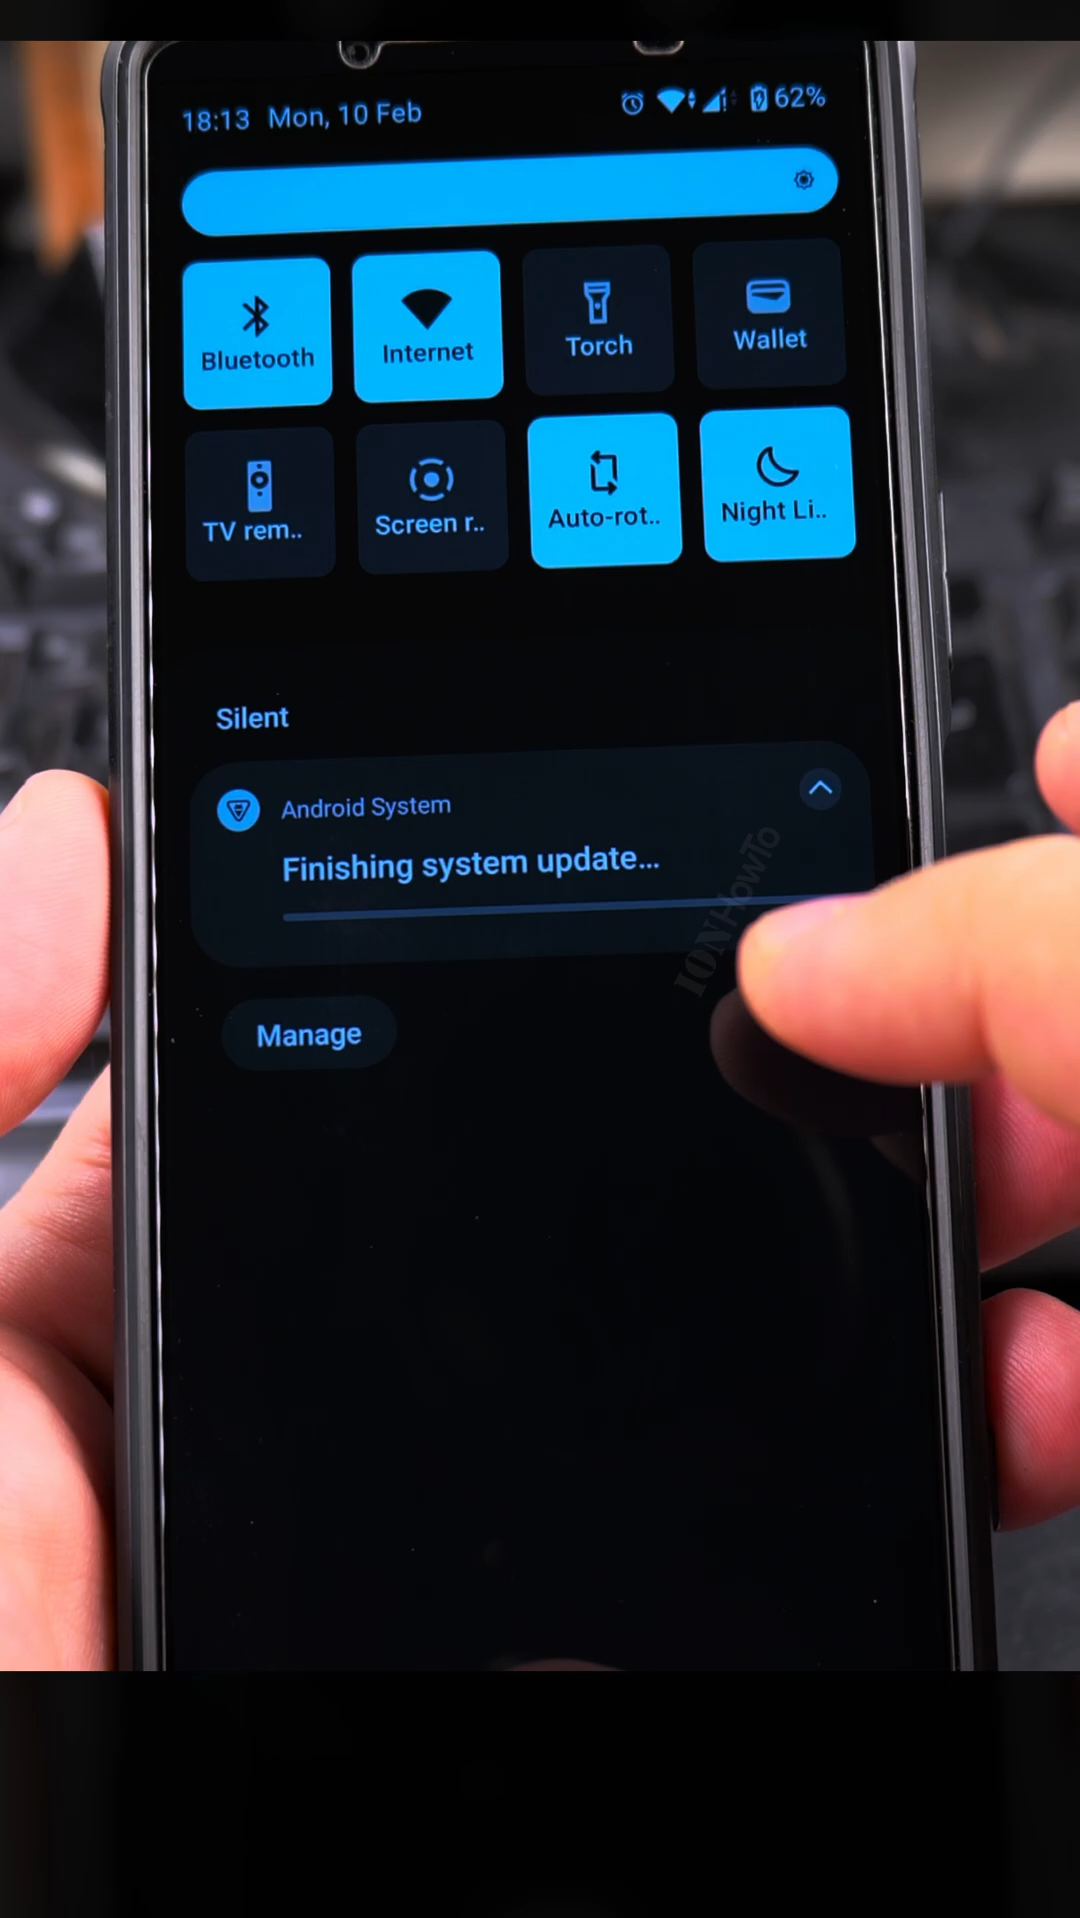 18:13 Mon, 10 Feb 62%
Bluetooth
Internet
Torch
Wallet
TV rem..
Screen r..
Auto-rot..
Night Li..
Silent
Android System
Finishing system update...
IONHowTo
Manage